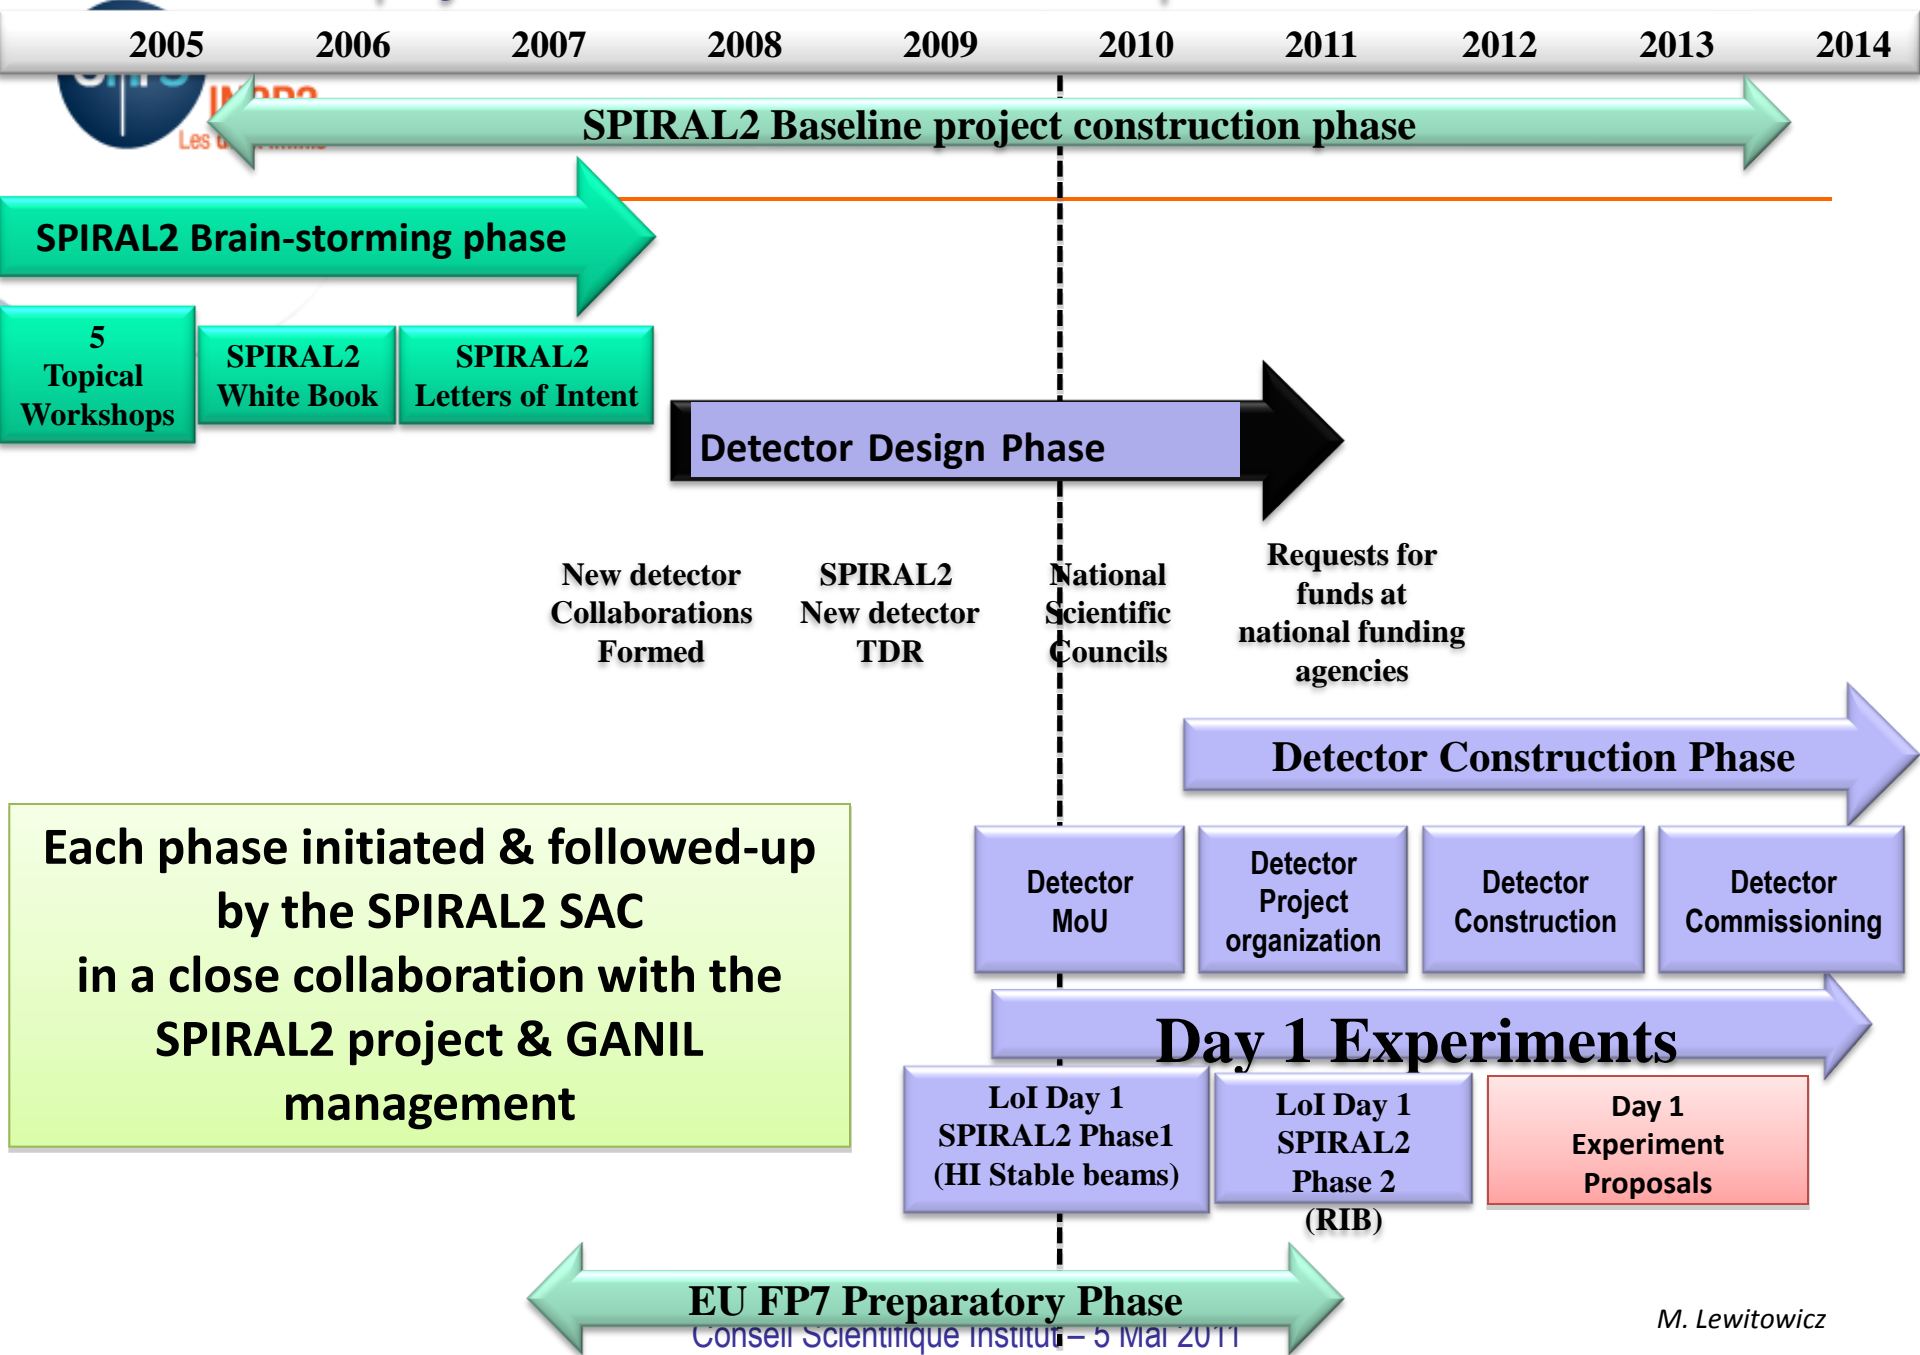 2005 2006 2007 2008 2009 2010 2011 2012 2013 2014
SPIRAL2 Baseline project construction phase
SPIRAL2 Brain-storming phase
5
Topical
Workshops
SPIRAL2
White Book
SPIRAL2
Letters of Intent
Detector Design Phase
New detector
Collaborations
Formed
SPIRAL2
New detector
TDR
National
Scientific
Councils
Requests for
funds at
national funding
agencies
Detector Construction Phase
Each phase initiated & followed-up
by the SPIRAL2 SAC
in a close collaboration with the
SPIRAL2 project & GANIL
management
Detector
MoU
Detector
Project
organization
Detector
Construction
Detector
Commissioning
Day 1 Experiments
LoI Day 1
SPIRAL2 Phase1
(HI Stable beams)
LoI Day 1
SPIRAL2
Phase 2
(RIB)
Day 1
Experiment
Proposals
EU FP7 Preparatory Phase
Conseil Scientifique Institut – 5 Mai 2011
M. Lewitowicz